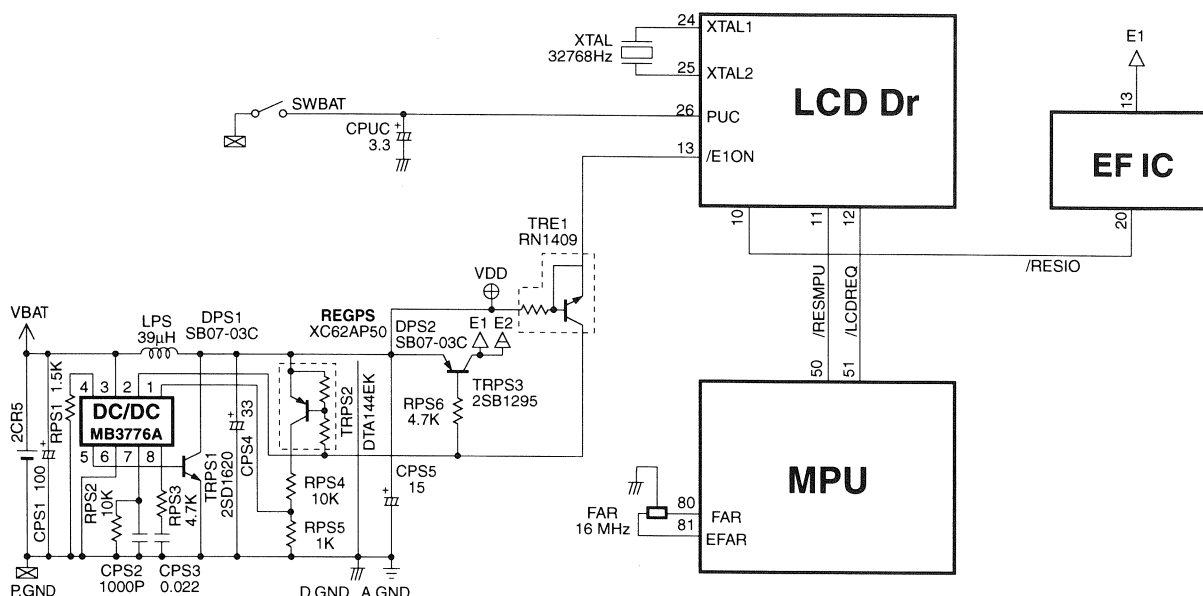 24
XTAL1
XTAL
32768Hz
25
XTAL2
LCD Dr
E1
13
SWBAT
26
PUC
CPUC
+
3.3
13
/E1ON
EF IC
10
11
12
20
TRE1
RN1409
/RESIO
/RESMPU
/LCDREQ
VDD
VBAT
LPS
39μH
DPS1
SB07-03C
REGPS
XC62AP50
DPS2
SB07-03C
E1
E2
RPS1 1.5K
4
3
2
1
DC/DC
MB3776A
5
6
7
8
2CR5
CPS1 100
+
RPS2
10K
RPS3
4.7K
TRPS1
2SD1620
CPS4
33
+
TRPS2
DTA144EK
RPS6
4.7K
TRPS3
2SB1295
RPS4
10K
RPS5
1K
CPS5
15
+
50
51
MPU
FAR
16 MHz
80
FAR
81
EFAR
CPS2
1000P
CPS3
0.022
P.GND
D.GND
A.GND